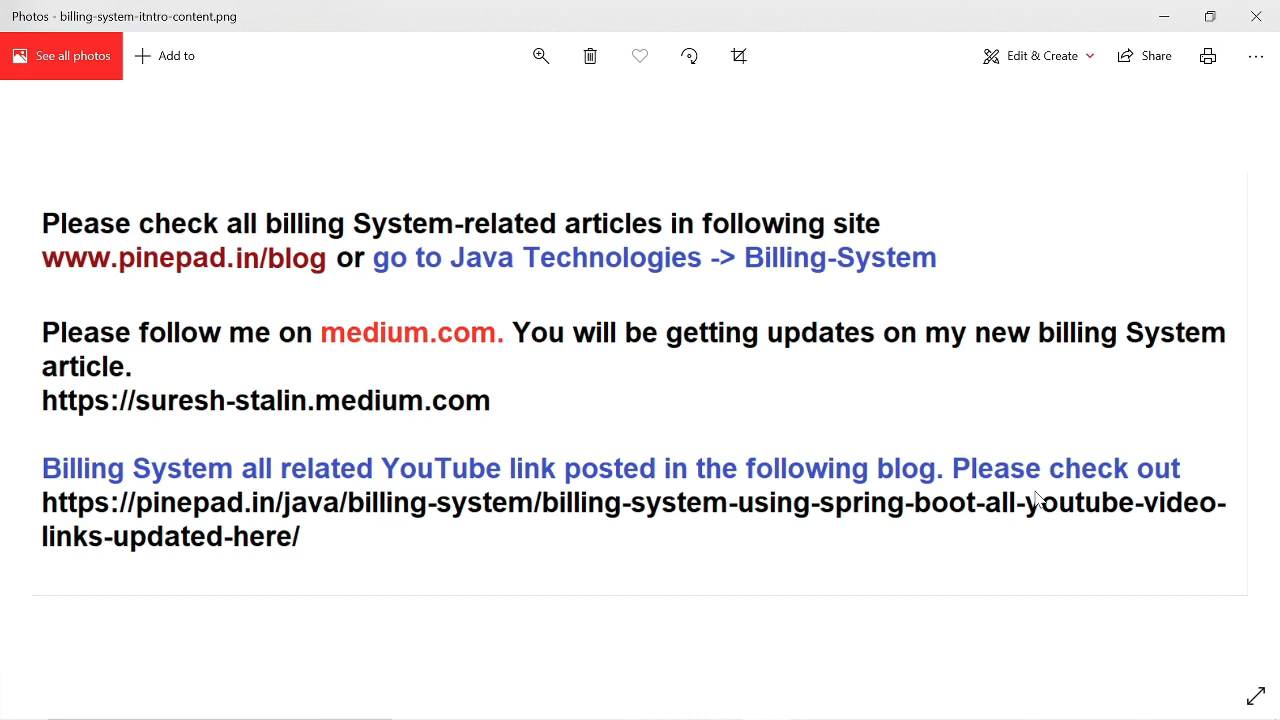 Photos - billing-system-itntro-content.png
See all photos
Add to
Edit & Create
Share
Please check all billing System-related articles in following site
www.pinepad.in/blog or go to Java Technologies -> Billing-System
Please follow me on medium.com. You will be getting updates on my new billing System
article.
https://suresh-stalin.medium.com
Billing System all related YouTube link posted in the following blog. Please check out
https://pinepad.in/java/billing-system/billing-system-using-spring-boot-all-youtube-video-
links-updated-here/